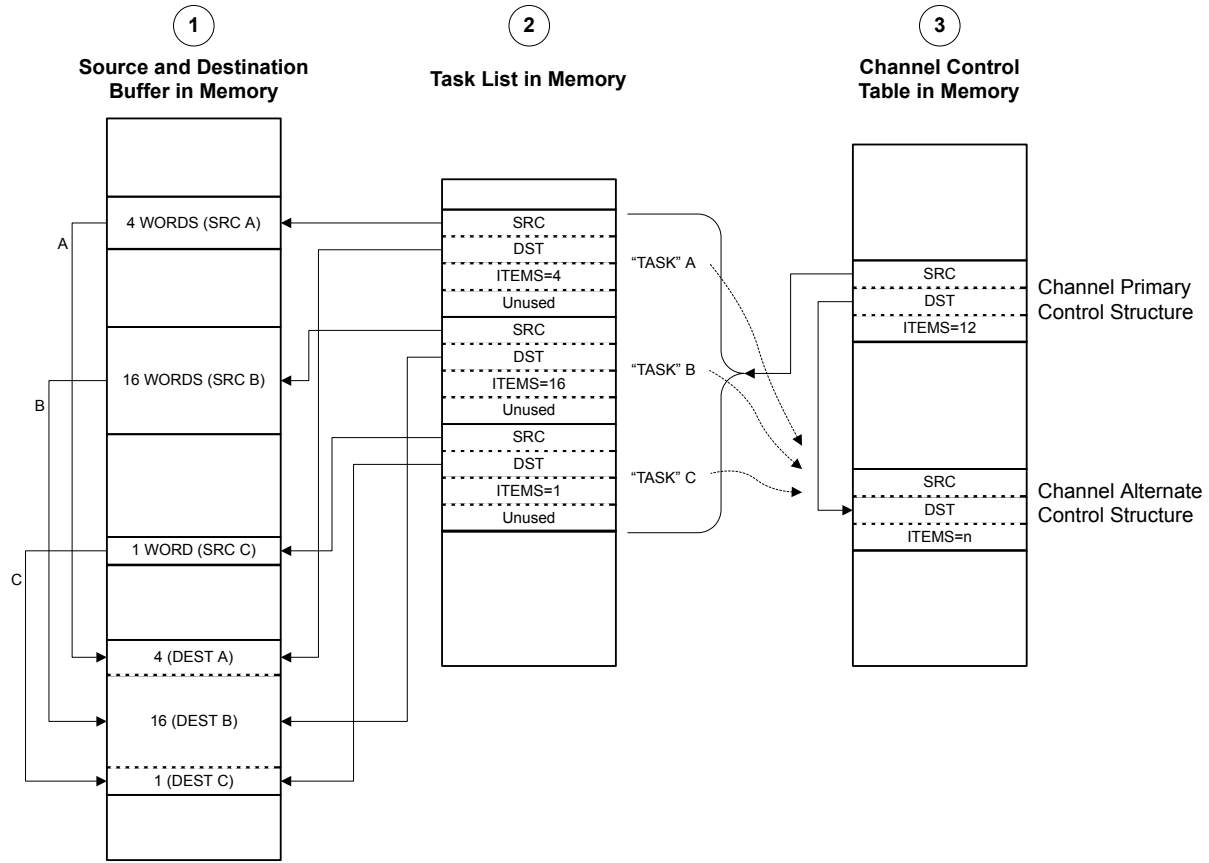 1
Source and Destination
Buffer in Memory
4 WORDS (SRC A)
16 WORDS (SRC B)
1 WORD (SRC C)
4 (DEST A)
16 (DEST B)
1 (DEST C)
A
B
C
2
Task List in Memory
SRC
DST
ITEMS=4
Unused
SRC
DST
ITEMS=16
Unused
SRC
DST
ITEMS=1
Unused
“TASK” A
“TASK” B
“TASK” C
3
Channel Control
Table in Memory
SRC
DST
ITEMS=12
Channel Primary
Control Structure
SRC
DST
ITEMS=n
Channel Alternate
Control Structure